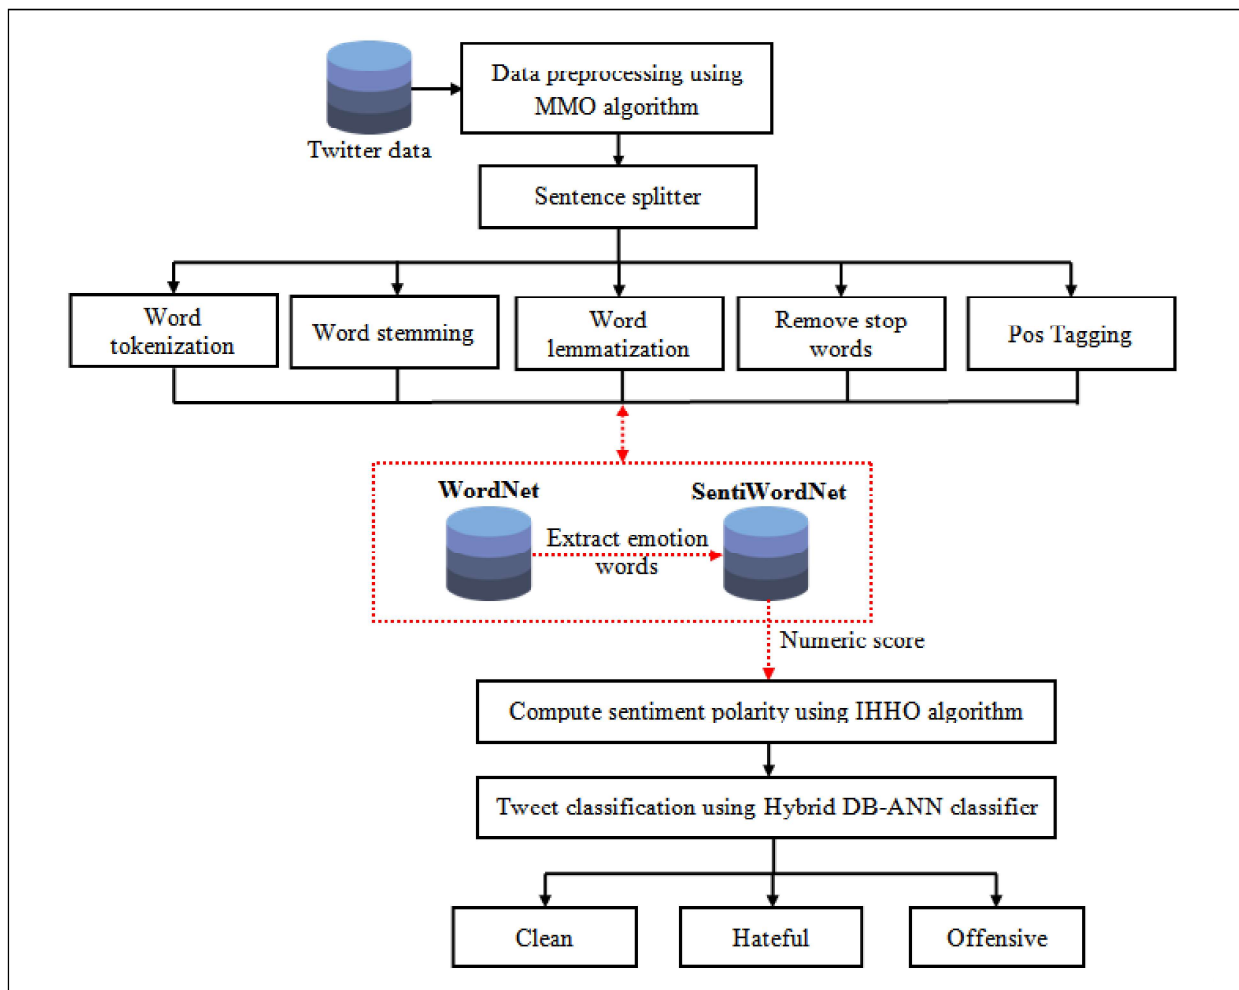 Data preprocessing using
MMO algorithm
Twitter data
Sentence splitter
Word
tokenization
Word stemming
Word
lemmatization
Remove stop
words
Pos Tagging
WordNet
SentiWordNet
Extract emotion
words
Numeric score
Compute sentiment polarity using IHHO algorithm
Tweet classification using Hybrid DB-ANN classifier
Clean
Hateful
Offensive